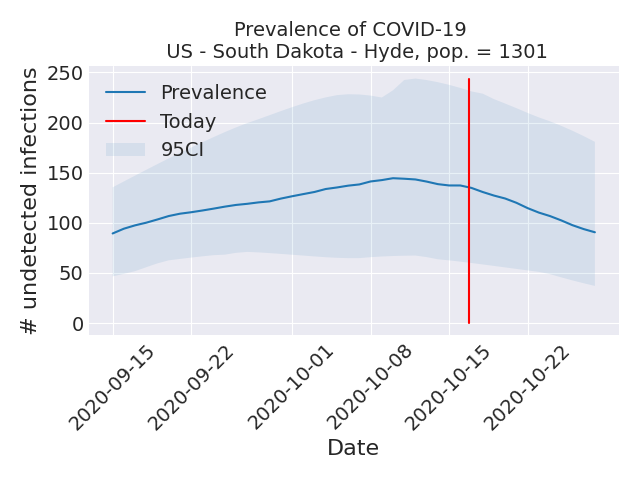 Prevalence of COVID-19
US - South Dakota - Hyde, pop. = 1301
# undetected infections
250
200
150
100
50
0
Prevalence
Today
95CI
2020-09-15
2020-09-22
2020-10-01
2020-10-08
2020-10-15
2020-10-22
Date